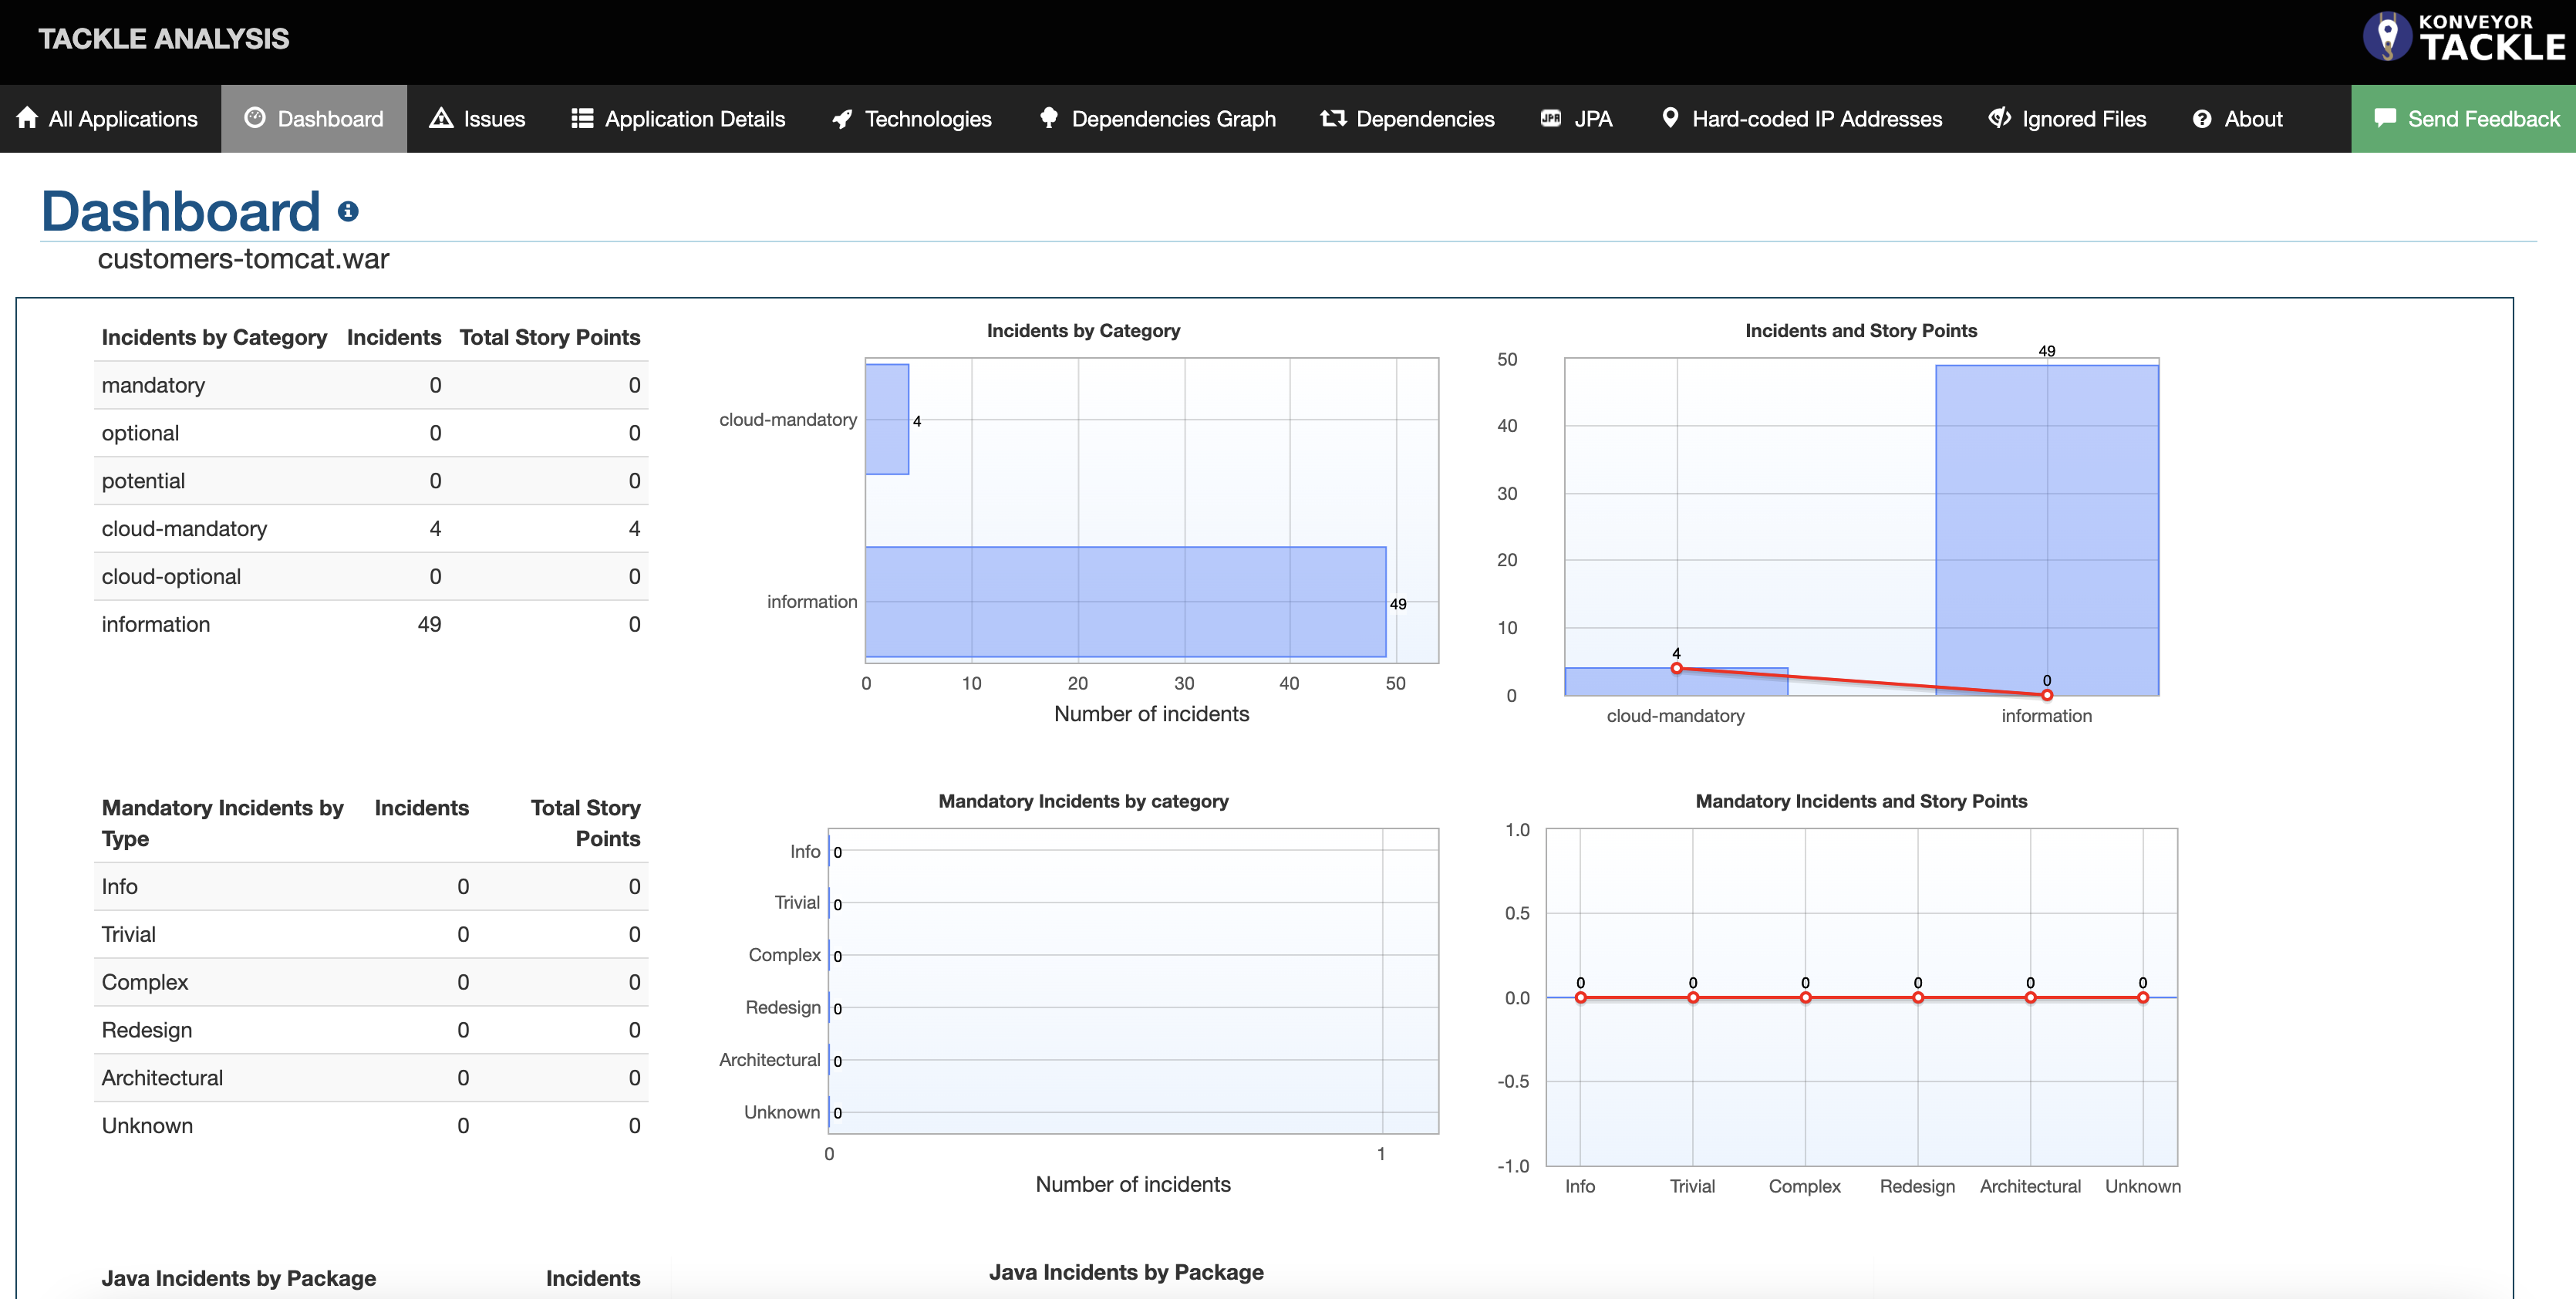 TACKLE ANALYSIS
KONVEYOR
TACKLE
All Applications Dashboard Issues Application Details Technologies Dependencies Graph Dependencies JPA JPA Hard-coded IP Addresses Ignored Files About Send Feedback
Dashboard
customers-tomcat.war
Incidents by Category Incidents Total Story Points
mandatory 0 0
optional 0 0
potential 0 0
cloud-mandatory 4 4
cloud-optional 0 0
information 49 0
Incidents by Category
cloud-mandatory 4
information 49
0 10 20 30 40 50
Number of incidents
Incidents and Story Points
49
50
40
30
20
10
0
4
0
cloud-mandatory information
Mandatory Incidents by Incidents Total Story
Type Points
Info 0 0
Trivial 0 0
Complex 0 0
Redesign 0 0
Architectural 0 0
Unknown 0 0
Mandatory Incidents by category
Info 0
Trivial 0
Complex 0
Redesign 0
Architectural 0
Unknown 0
0 1
Number of incidents
Mandatory Incidents and Story Points
1.0
0.5
0 0 0 0 0 0
0.0
-0.5
-1.0
Info Trivial Complex Redesign Architectural Unknown
Java Incidents by Package Incidents
Java Incidents by Package